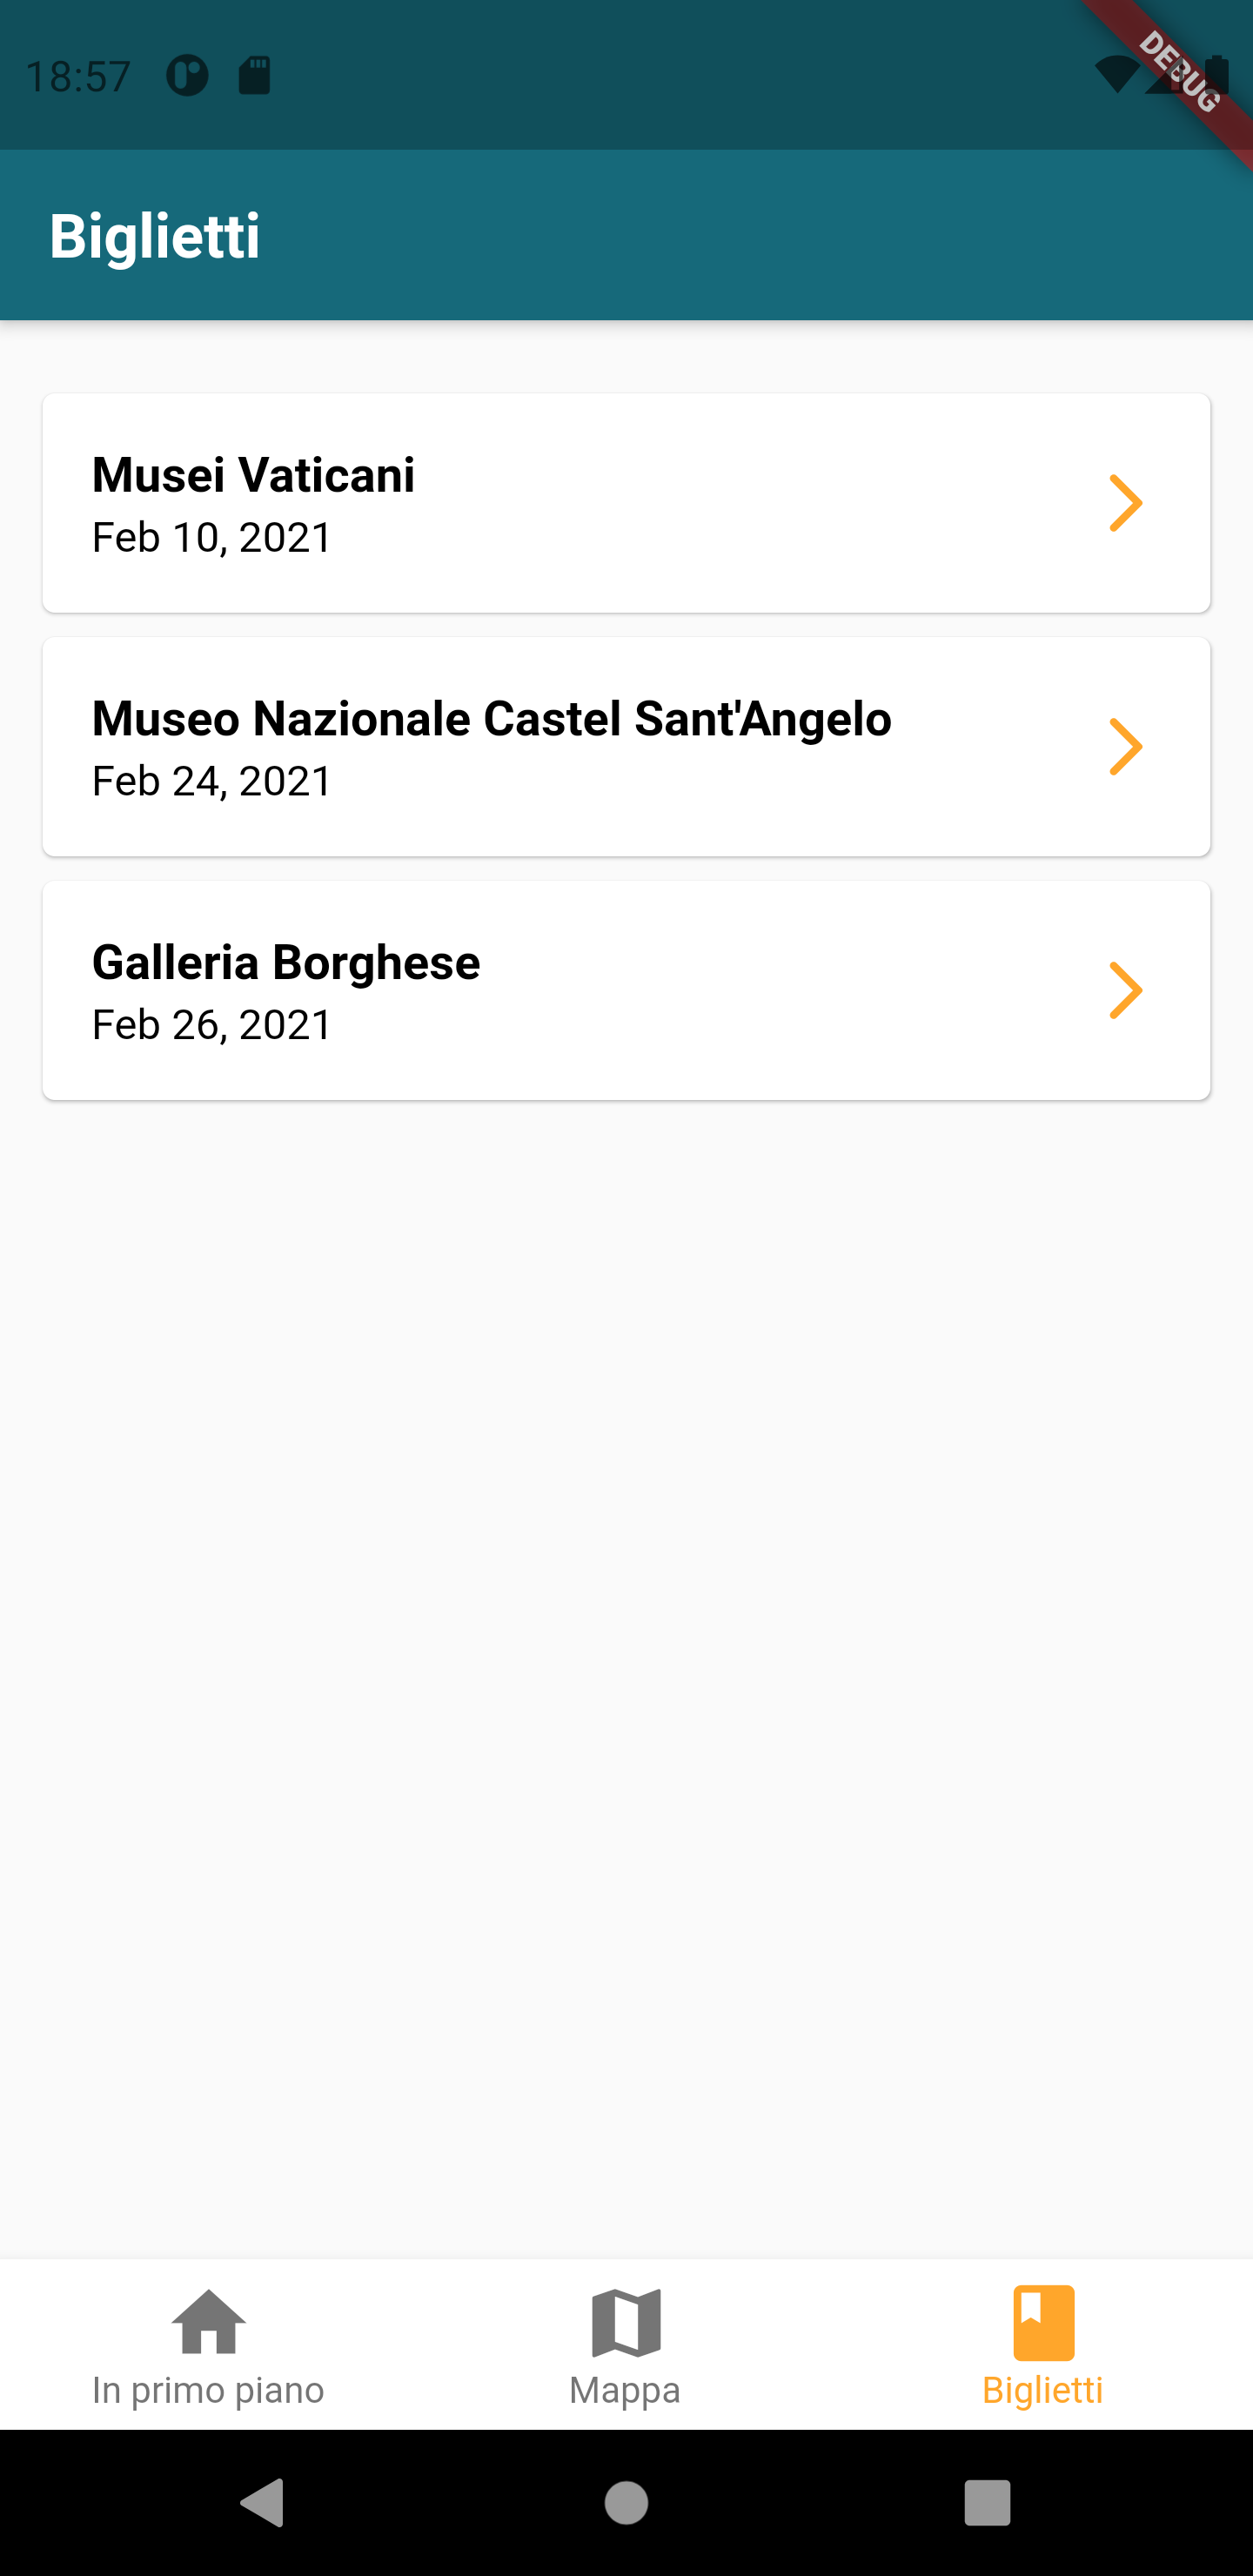 18:57
DEBUG
Biglietti
Musei Vaticani
Feb 10, 2021
Museo Nazionale Castel Sant'Angelo
Feb 24, 2021
Galleria Borghese
Feb 26, 2021
In primo piano
Mappa
Biglietti